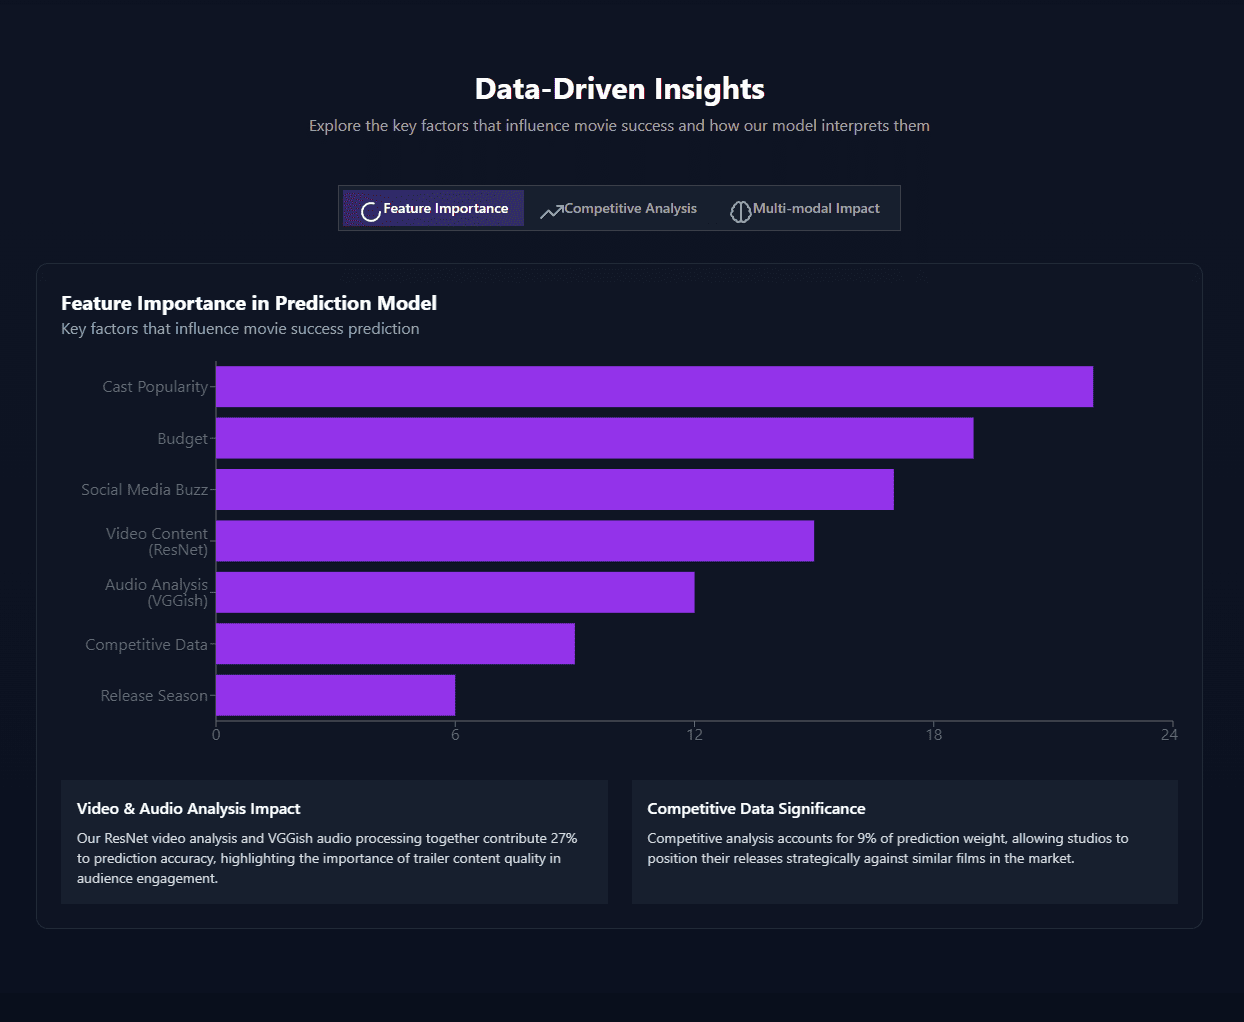 Data-Driven Insights
Explore the key factors that influence movie success and how our model interprets them
Feature Importance
Competitive Analysis
Multi-modal Impact
Feature Importance in Prediction Model
Key factors that influence movie success prediction
Cast Popularity
Budget
Social Media Buzz
Video Content
(ResNet)
Audio Analysis
(VGGish)
Competitive Data
Release Season
0 6 12 18 24
Video & Audio Analysis Impact
Our ResNet video analysis and VGGish audio processing together contribute 27%
to prediction accuracy, highlighting the importance of trailer content quality in
audience engagement.
Competitive Data Significance
Competitive analysis accounts for 9% of prediction weight, allowing studios to
position their releases strategically against similar films in the market.